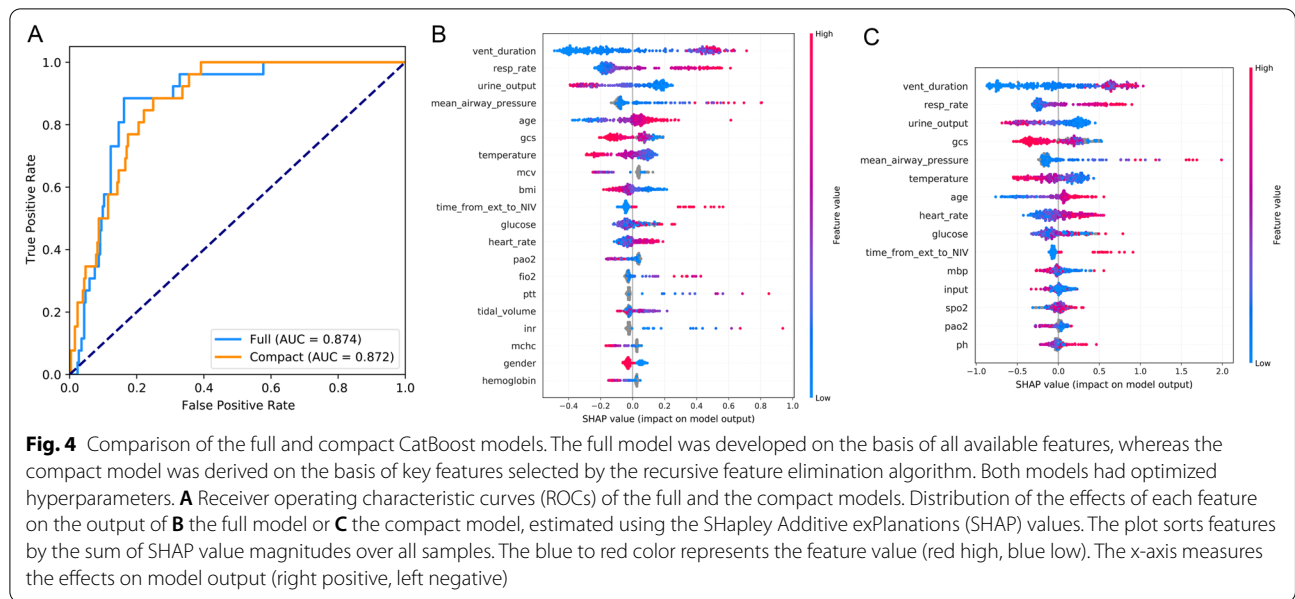 A
1.0
0.8
0.6
0.4
0.2
0.0
True Positive Rate
Full (AUC = 0.874)
Compact (AUC = 0.872)
0.0
0.2
0.4
0.6
0.8
1.0
False Positive Rate
B
vent_duration
resp_rate
urine_output
mean_airway_pressure
age
gcs
temperature
mcv
bmi
time_from_ext_to_NIV
glucose
heart_rate
pao2
fio2
ptt
tidal_volume
inr
mchc
gender
hemoglobin
−0.4
−0.2
0.0
0.2
0.4
0.6
0.8
1.0
SHAP value (impact on model output)
High
Feature value
Low
C
vent_duration
resp_rate
urine_output
gcs
mean_airway_pressure
temperature
age
heart_rate
glucose
time_from_ext_to_NIV
mbp
input
spo2
pao2
ph
−1.0
−0.5
0.0
0.5
1.0
1.5
2.0
SHAP value (impact on model output)
High
Feature value
Low
Fig. 4 Comparison of the full and compact CatBoost models. The full model was developed on the basis of all available features, whereas the
compact model was derived on the basis of key features selected by the recursive feature elimination algorithm. Both models had optimized
hyperparameters. A Receiver operating characteristic curves (ROCs) of the full and the compact models. Distribution of the effects of each feature
on the output of B the full model or C the compact model, estimated using the SHapley Additive exPlanations (SHAP) values. The plot sorts features
by the sum of SHAP value magnitudes over all samples. The blue to red color represents the feature value (red high, blue low). The x-axis measures
the effects on model output (right positive, left negative)